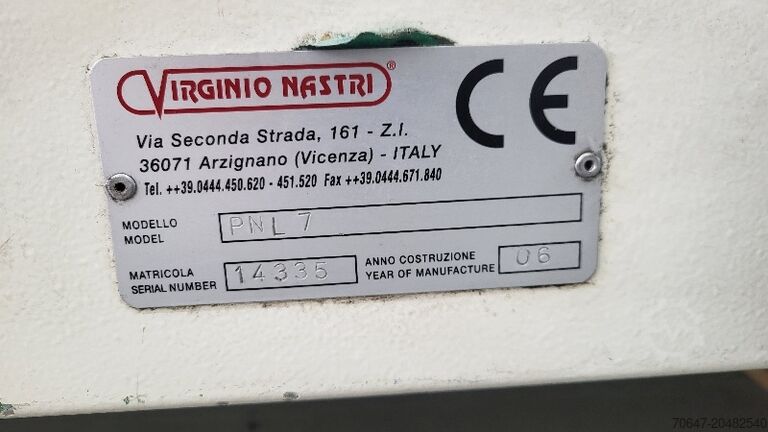 VIRGINIO NASTRI®
CE
Via Seconda Strada, 161 - Z.I.
36071 Arzignano (Vicenza) - ITALY
Tel. ++39.0444.450.620 - 451.520 Fax ++39.0444.671.840
MODELLO
MODEL
PNL 7
MATRICOLA
SERIAL NUMBER
14335
ANNO COSTRUZIONE
YEAR OF MANUFACTURE
06
70647-20482540